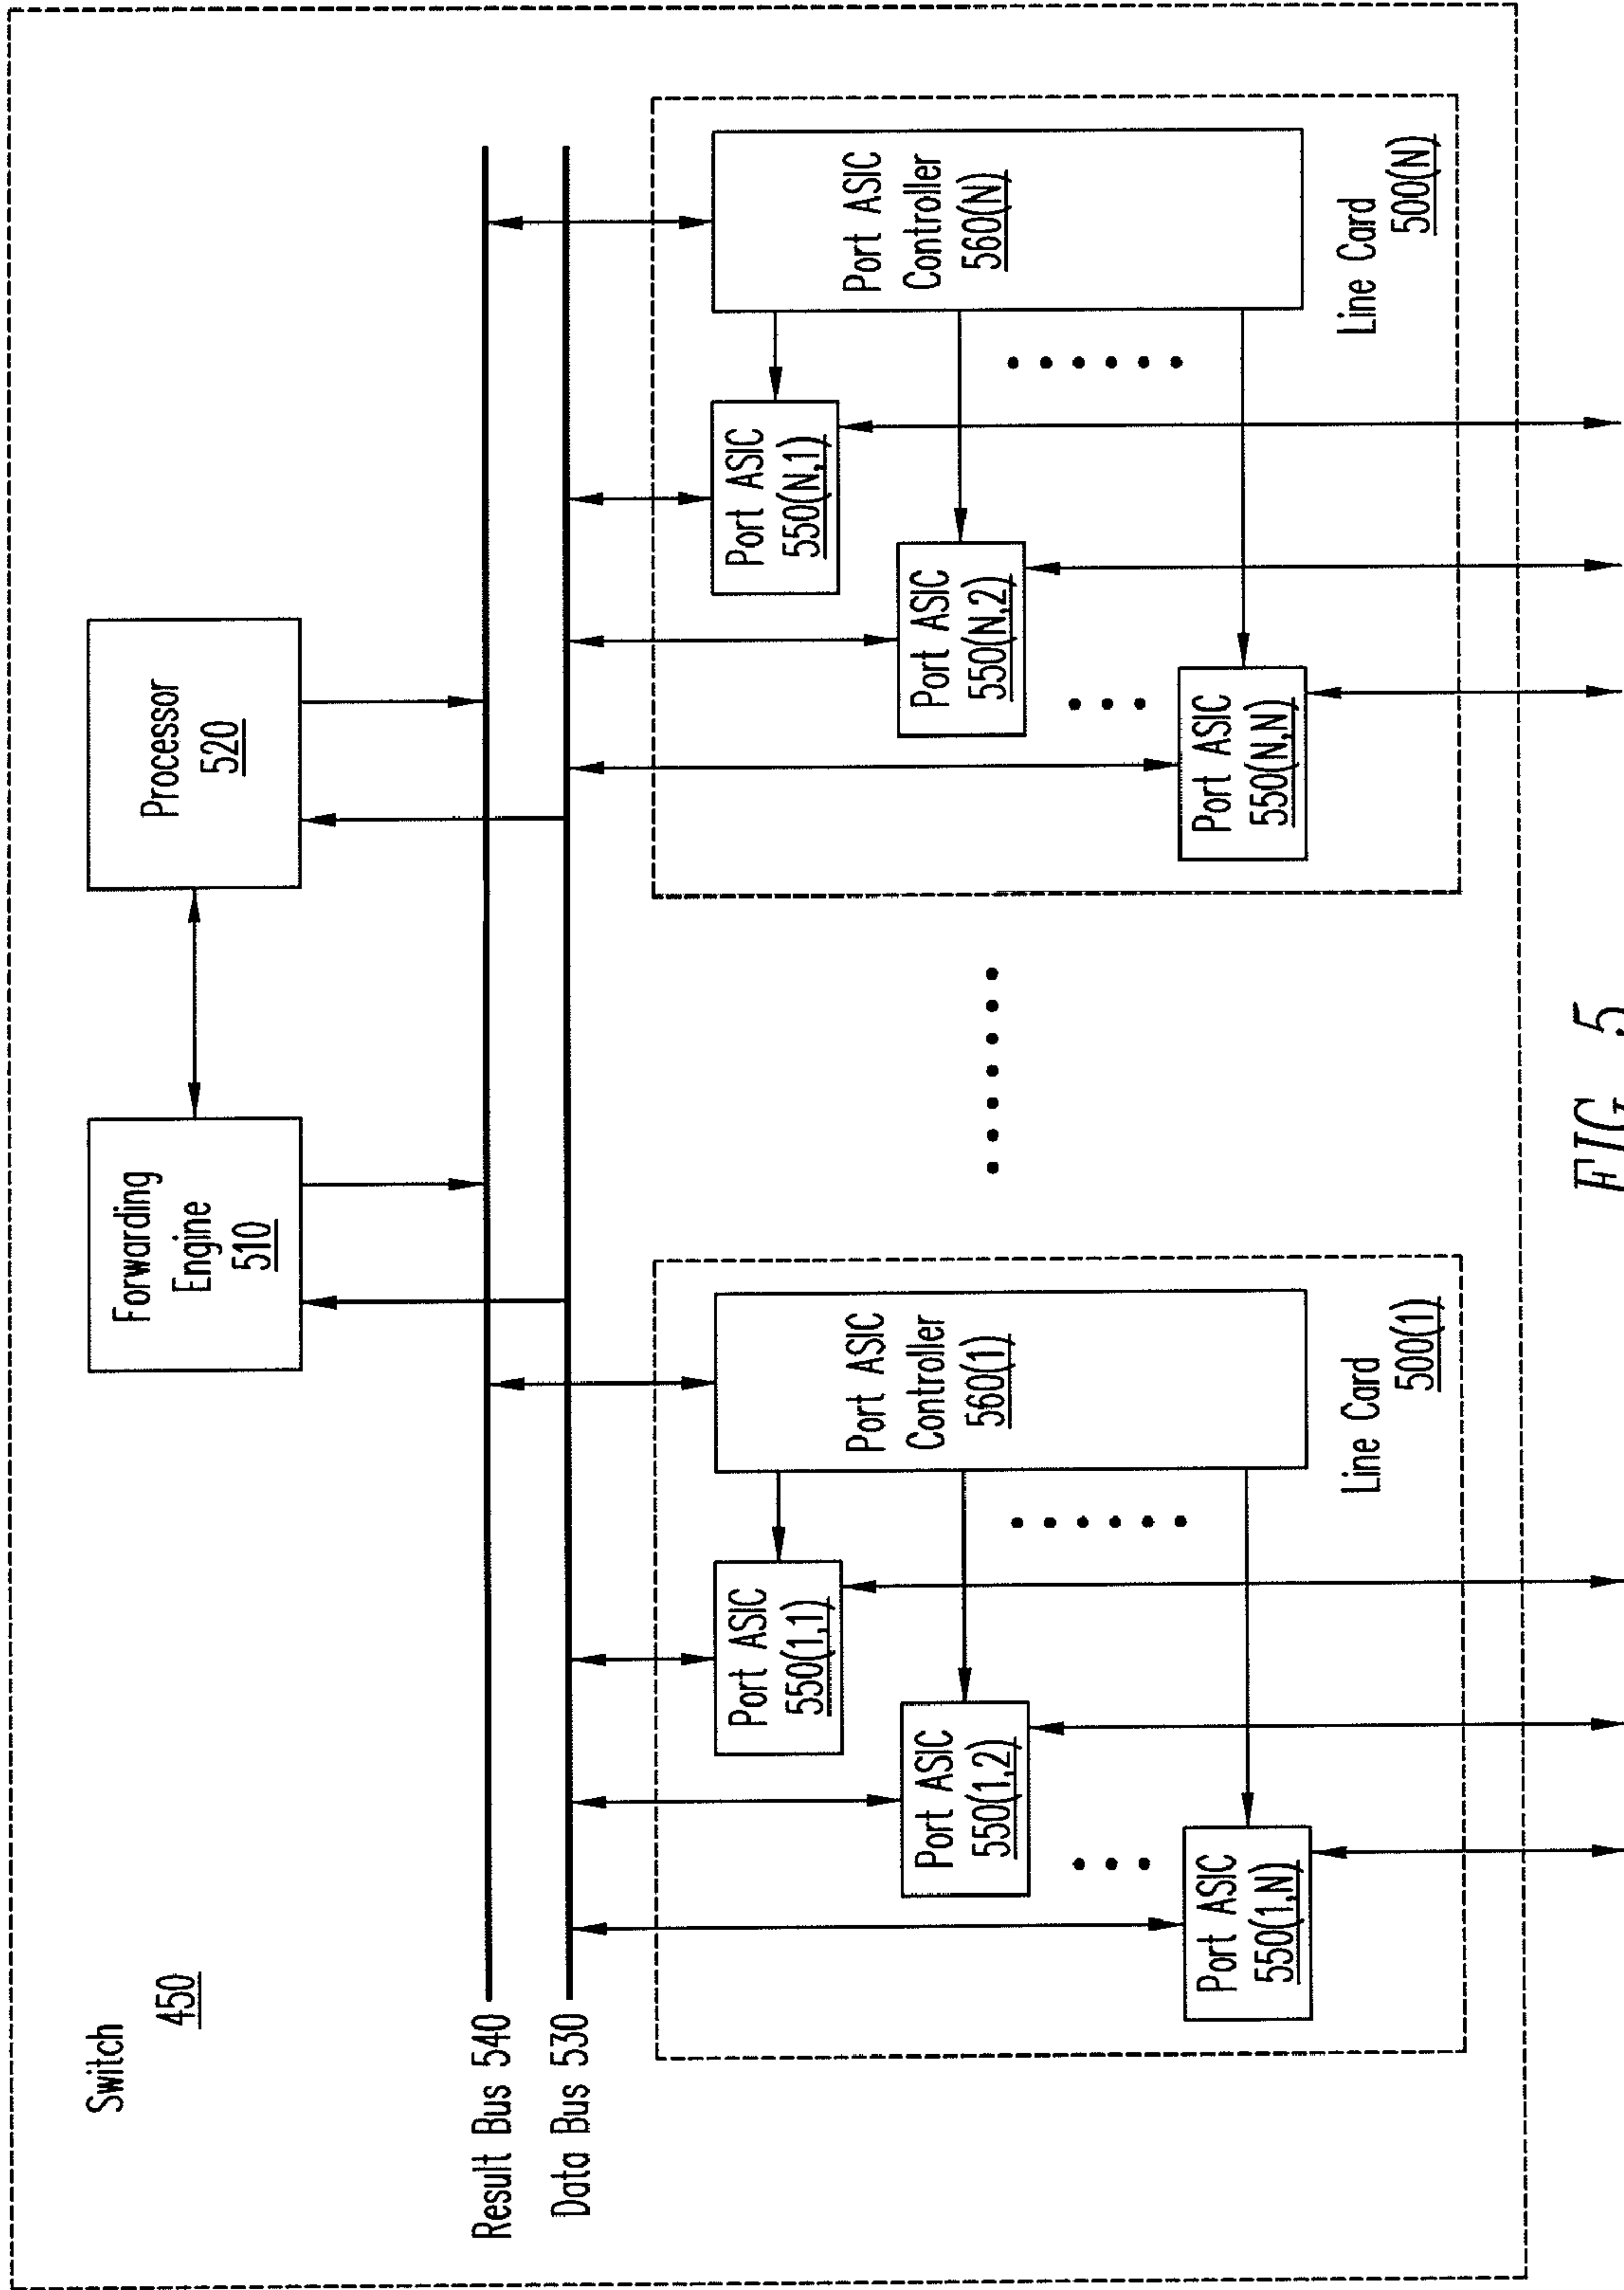 Switch
450
Forwarding
Engine
510
Processor
520
Result Bus 540
Data Bus 530
Port ASIC
550(1,1)
Port ASIC
550(1,2)
Port ASIC
550(1,N)
Port ASIC
Controller
560(1)
Line Card
500(1)
Port ASIC
550(N,1)
Port ASIC
550(N,2)
Port ASIC
550(N,N)
Port ASIC
Controller
560(N)
Line Card
500(N)
FIG. 5